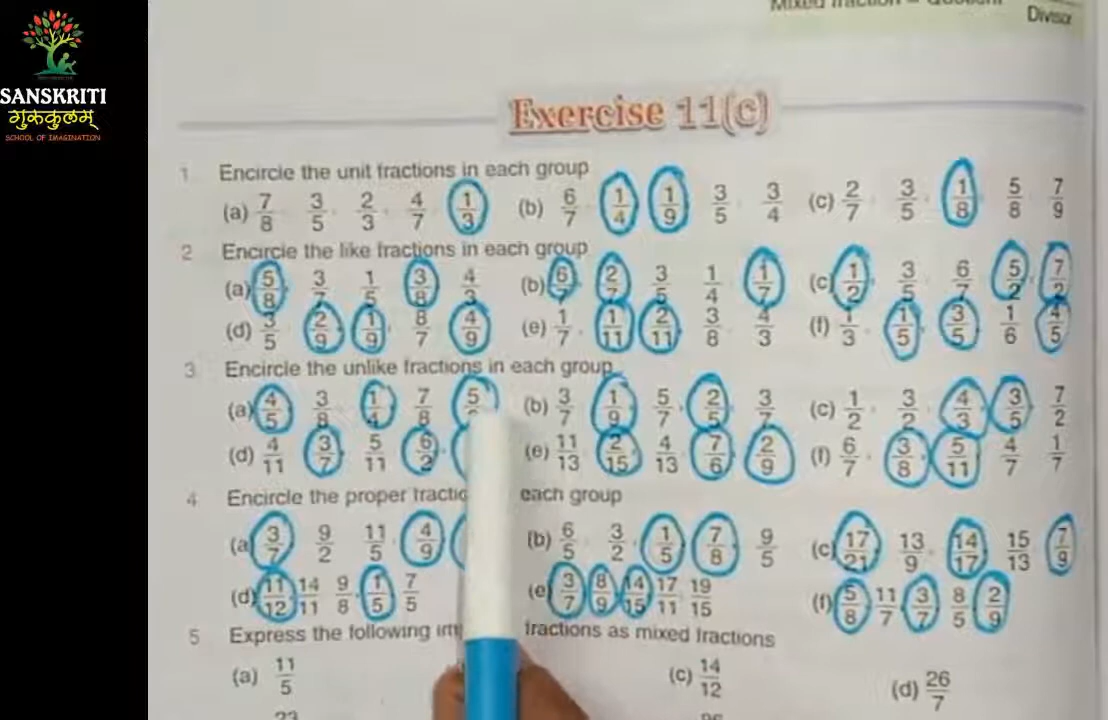 Mixed fraction = Quotient
Divisor
SANSKRITI
गुरुकुलम्
SCHOOL OF IMAGINATION
Exercise 11(c)
1 Encircle the unit fractions in each group
(a) 7/8 3/5 2/3 4/7 1/3 (b) 6/7 1/4 1/9 3/5 3/4 (c) 2/7 3/5 1/8 5/8 7/9
2 Encircle the like fractions in each group
(a) 5/8 3/7 1/5 3/8 4/3 (b) 6/7 2/7 3/5 1/4 1/7 (c) 1/2 3/5 6/7 5/2 7/2
(d) 3/5 2/9 1/9 8/7 4/9 (e) 1/7 1/11 2/11 3/8 4/3 (f) 1/3 1/5 3/5 1/6 4/5
3 Encircle the unlike fractions in each group
(a) 4/5 3/8 1/4 7/8 5 (b) 3/7 1/9 5/7 2/5 3/7 (c) 1/2 3/2 4/3 3/5 7/2
(d) 4/11 3/7 5/11 6/2 (e) 11/13 2/15 4/13 7/6 2/9 (f) 6/7 3/8 5/11 4/7 1/7
4 Encircle the proper each group
(a) 3/7 9/2 11/5 4/9 (b) 6/5 3/2 1/5 7/8 9/5 (c) 17/21 13/9 14/17 15/13 7/9
(d) 11/12 14/11 9/8 1/5 7/5 (e) 3/7 8/9 14/15 17/11 19/15 (f) 5/8 11/7 3/7 8/5 2/9
5 Express the following fractions as mixed fractions
(a) 11/5 (c) 14/12 (d) 26/7